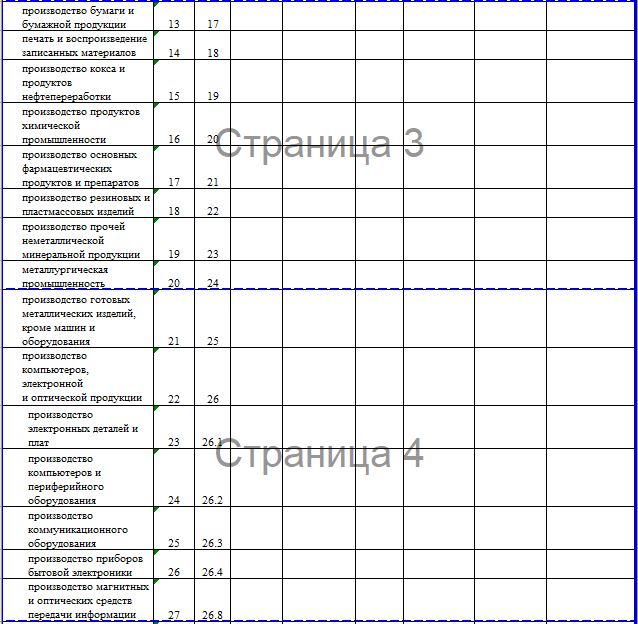 производство бумаги и
бумажной продукции 13 17
печать и воспроизведение
записанных материалов 14 18
производство кокса и
продуктов
нефтепереработки 15 19
производство продуктов
химической
промышленности 16 20
Страница 3
производство основных
фармацевтических
продуктов и препаратов 17 21
производство резиновых и
пластмассовых изделий 18 22
производство прочей
неметаллической
минеральной продукции 19 23
металлургическая
промышленность 20 24
производство готовых
металлических изделий,
кроме машин и
оборудования 21 25
производство
компьютеров,
электронной
и оптической продукции 22 26
производство
электронных деталей и
плат 23 26.1
Страница 4
производство
компьютеров и
периферийного
оборудования 24 26.2
производство
коммуникационного
оборудования 25 26.3
производство приборов
бытовой электроники 26 26.4
производство магнитных
и оптических средств
передачи информации 27 26.8